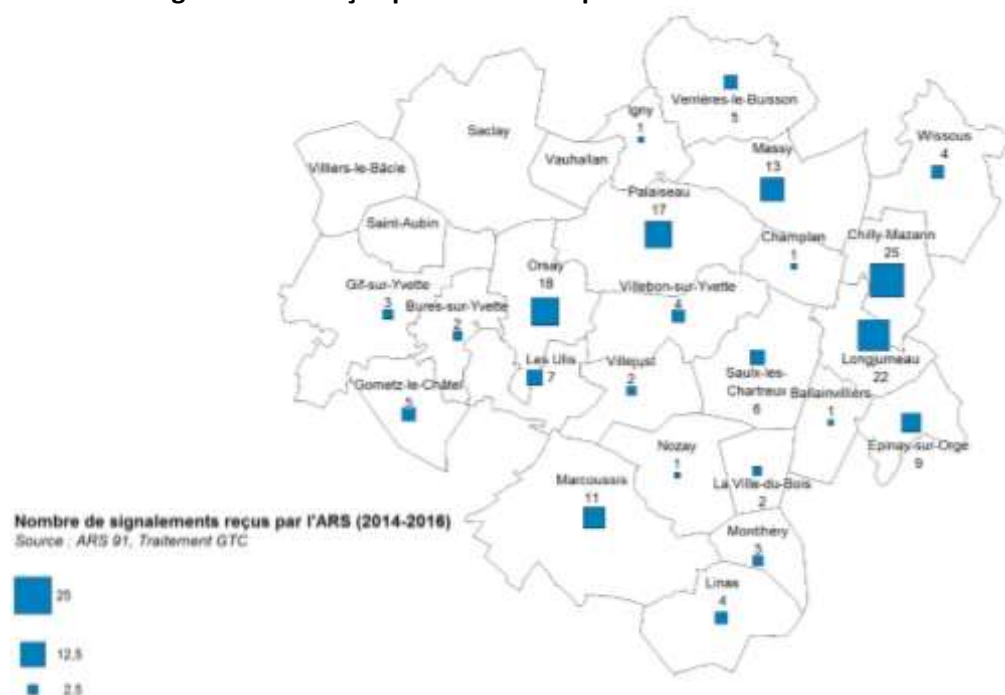 Verrières-le-Buisson
5
Igny
1
Wissous
4
Saclay
Massy
13
Vauhallan
Villiers-le-Bâcle
Palaiseau
17
Saint-Aubin
Champlan
1
Chilly-Mazarin
25
Orsay
18
Gif-sur-Yvette
3
Villebon-sur-Yvette
4
Bures-sur-Yvette
2
Longjumeau
22
Les Ulis
7
Villejust
2
Saulx-les-
Chartreux
6
Gometz-le-Châtel
5
Ballainvilliers
1
Epinay-sur-Orge
9
Nozay
1
La Ville-du-Bois
2
Marcoussis
11
Montlhéry
3
Linas
4
Nombre de signalements reçus par l'ARS (2014-2016)
Source : ARS 91, Traitement GTC
25
12,5
2,5